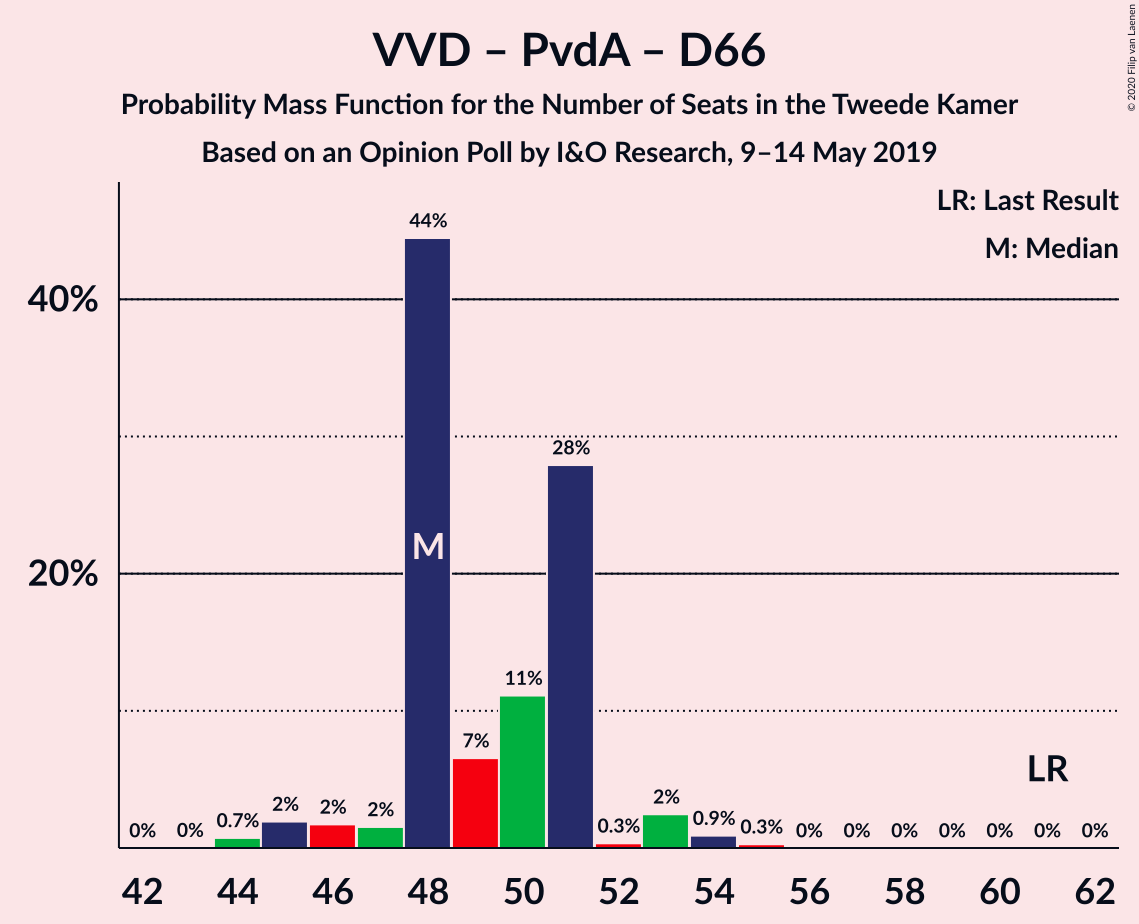 VVD – PvdA – D66
Probability Mass Function for the Number of Seats in the Tweede Kamer
Based on an Opinion Poll by I&O Research, 9–14 May 2019
© 2020 Filip van Laenen
LR: Last Result
M: Median
40%
20%
0% 0% 0.7% 2% 2% 2% 44% 7% 11% 28% 0.3% 2% 0.9% 0.3% 0% 0% 0% 0% 0% 0% 0%
M
LR
42 44 46 48 50 52 54 56 58 60 62